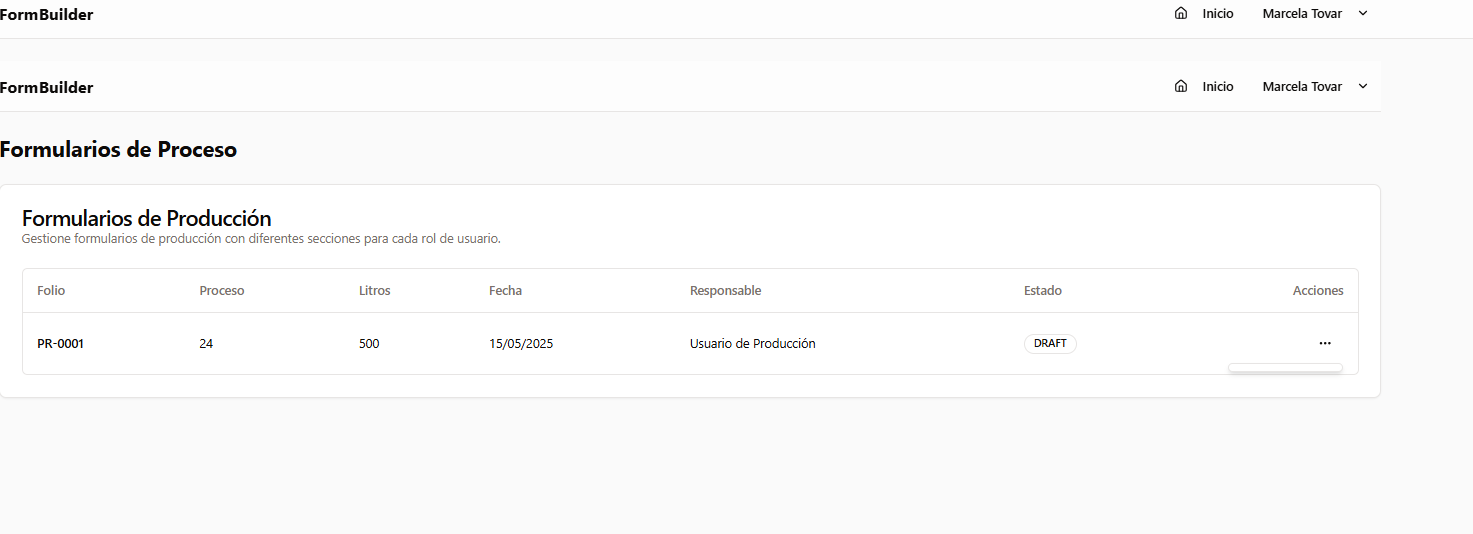 FormBuilder Inicio Marcela Tovar
FormBuilder Inicio Marcela Tovar
Formularios de Proceso
Formularios de Producción
Gestione formularios de producción con diferentes secciones para cada rol de usuario.
Folio Proceso Litros Fecha Responsable Estado Acciones
PR-0001 24 500 15/05/2025 Usuario de Producción DRAFT ...